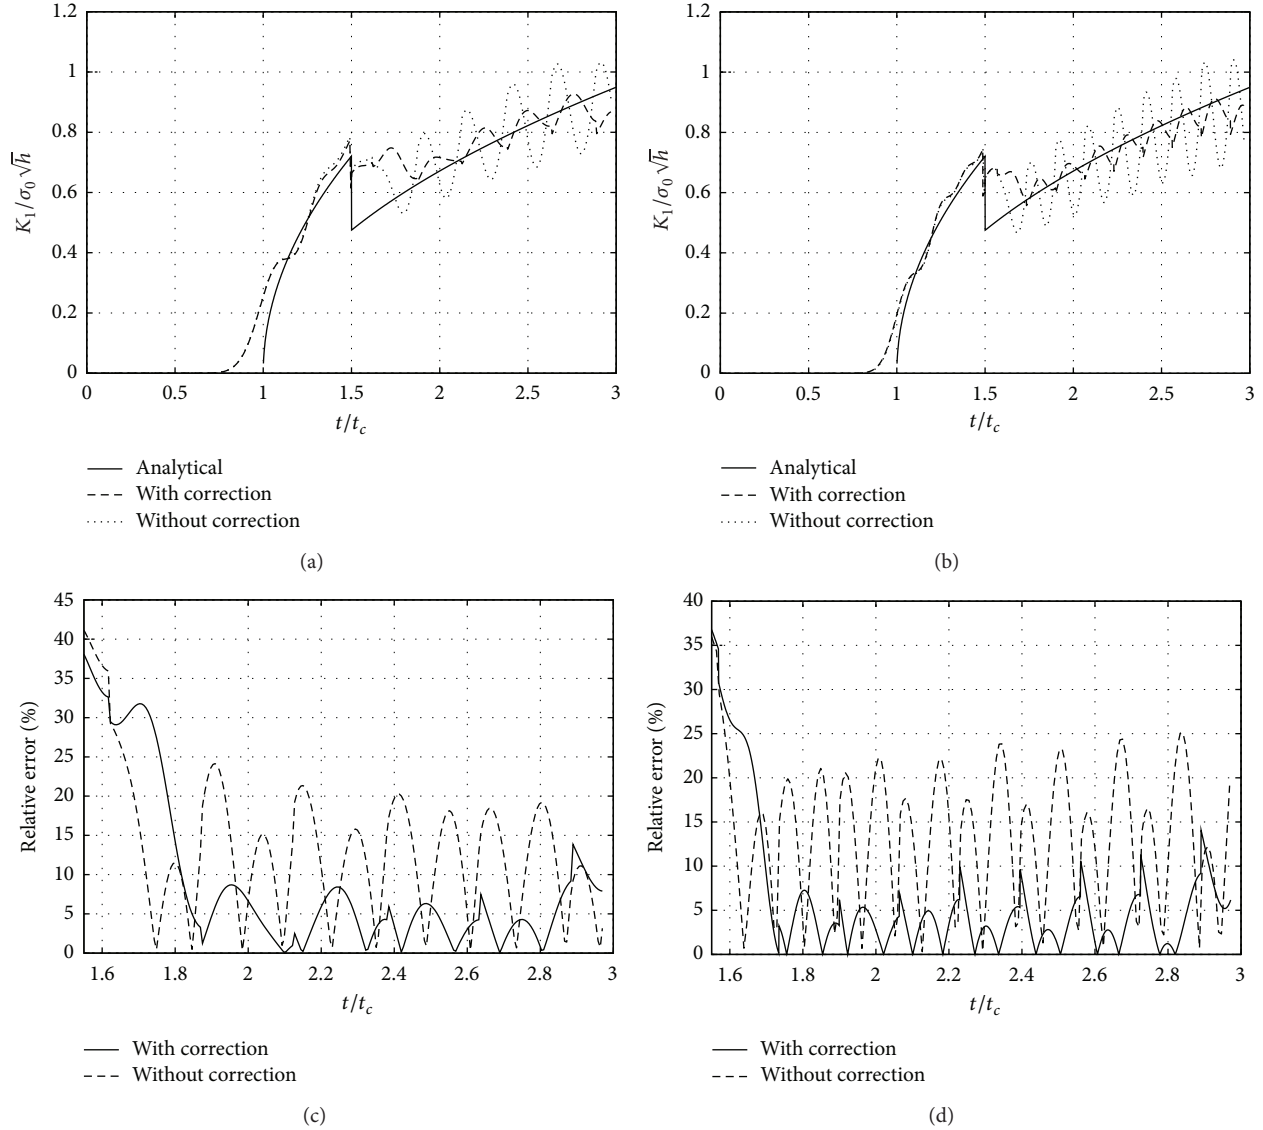 1.2
1
0.8
0.6
0.4
0.2
0
K₁/σ₀√h
0 0.5 1 1.5 2 2.5 3
t/t_c
Analytical
With correction
Without correction
(a)
1.2
1
0.8
0.6
0.4
0.2
0
K₁/σ₀√h
0 0.5 1 1.5 2 2.5 3
t/t_c
Analytical
With correction
Without correction
(b)
45
40
35
30
25
20
15
10
5
0
Relative error (%)
1.6 1.8 2 2.2 2.4 2.6 2.8 3
t/t_c
With correction
Without correction
(c)
40
35
30
25
20
15
10
5
0
Relative error (%)
1.6 1.8 2 2.2 2.4 2.6 2.8 3
t/t_c
With correction
Without correction
(d)